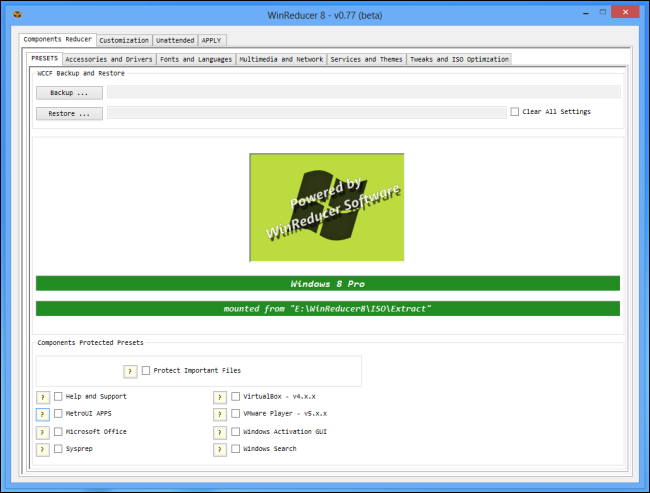 WinReducer 8 - v0.77 (beta)
Components Reducer Customization Unattended APPLY
PRESETS Accessories and Drivers Fonts and Languages Multimedia and Network Services and Themes Tweaks and ISO Optimzation
WCCF Backup and Restore
Backup ...
Restore ... Clear All Settings
Powered by
WinReducer Software
Windows 8 Pro
mounted from "E:\WinReducer8\ISO\Extract"
Components Protected Presets
? Protect Important Files
? Help and Support ? VirtualBox - v4.x.x
? MetroUI APPS ? VMware Player - v5.x.x
? Microsoft Office ? Windows Activation GUI
? Sysprep ? Windows Search